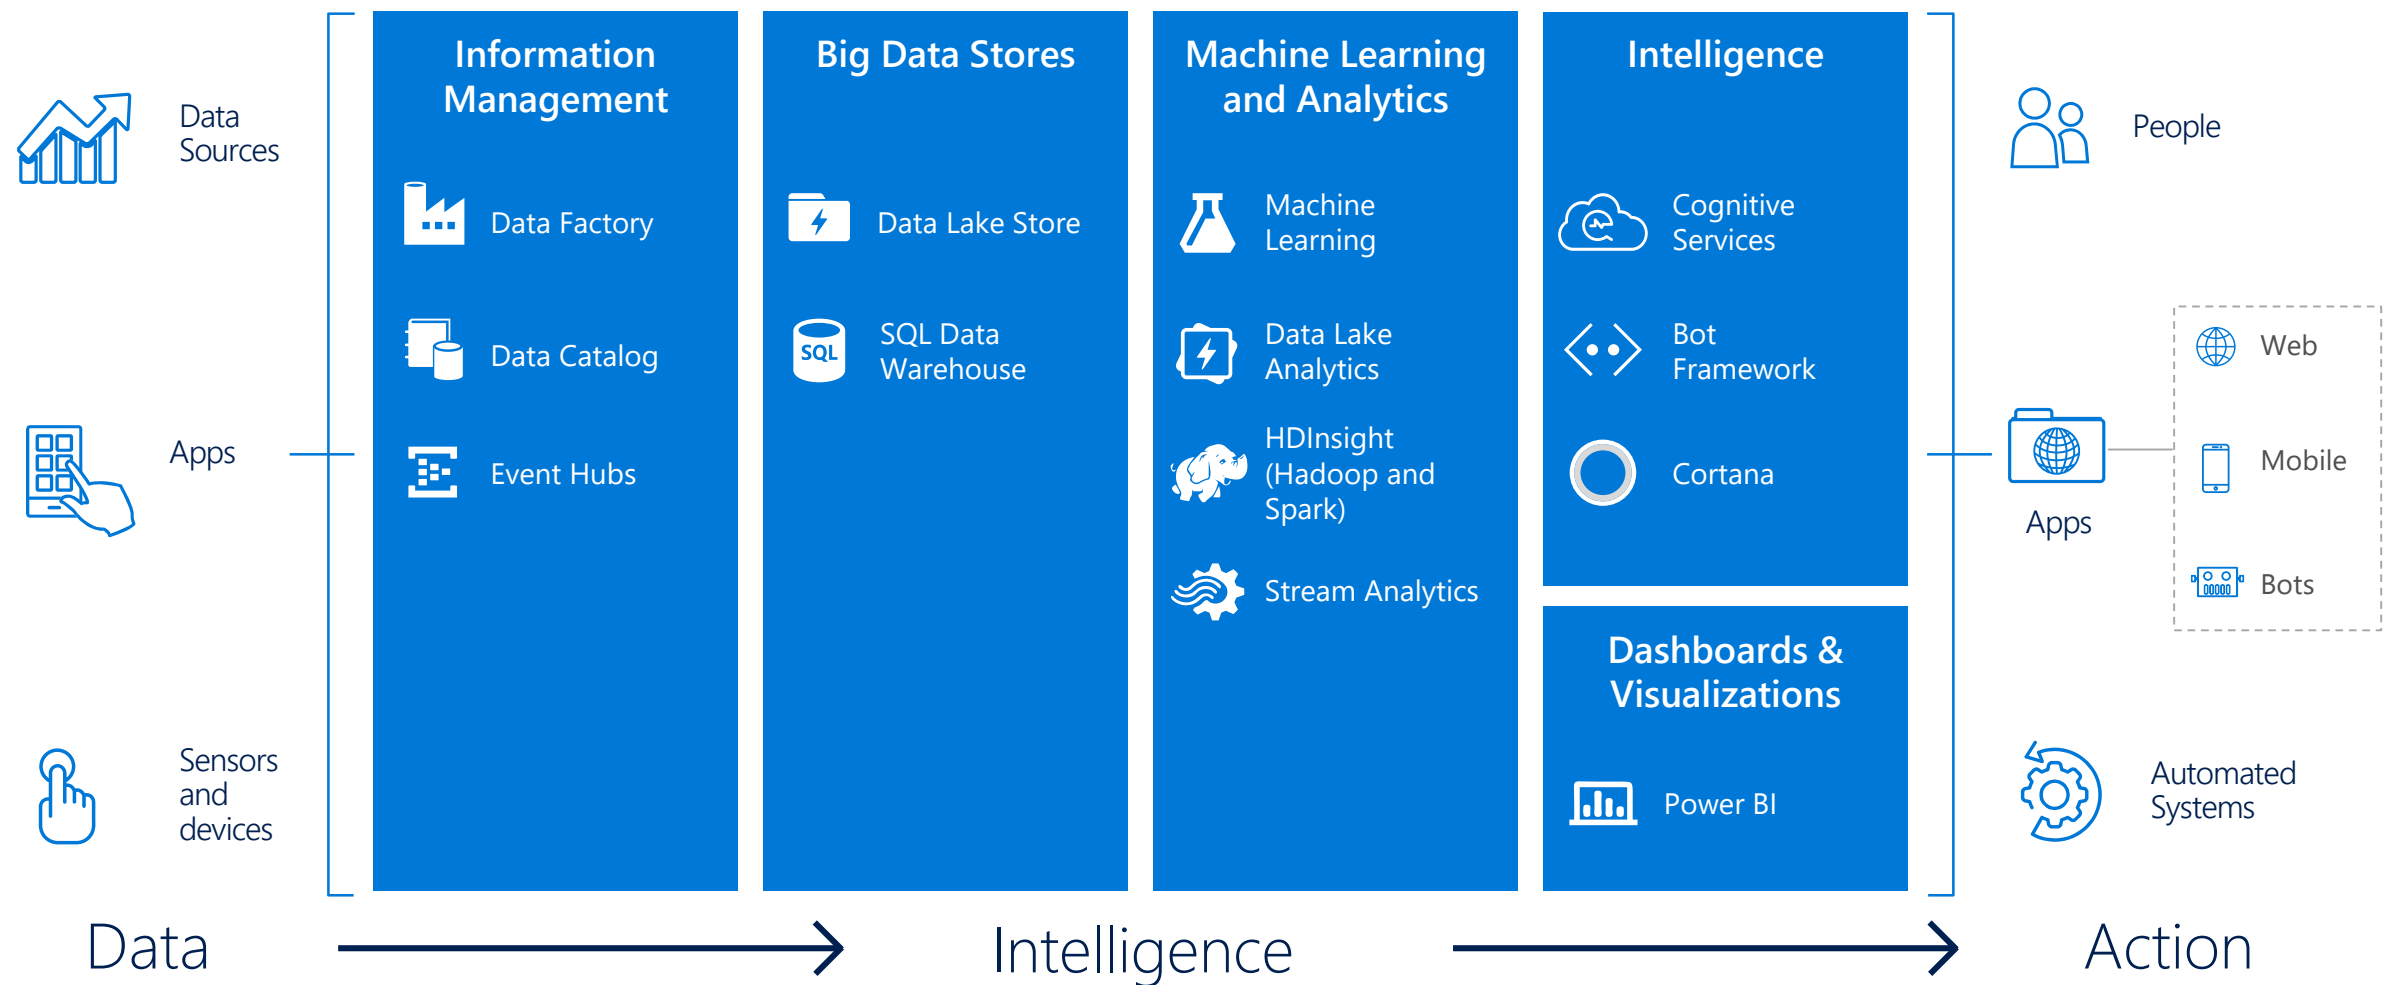 Data
Sources
Apps
Sensors
and
devices
Information
Management
Data Factory
Data Catalog
Event Hubs
Big Data Stores
Data Lake Store
SQL
SQL Data
Warehouse
Machine Learning
and Analytics
Machine
Learning
Data Lake
Analytics
HDInsight
(Hadoop and
Spark)
Stream Analytics
Intelligence
Cognitive
Services
Bot
Framework
Cortana
Dashboards &
Visualizations
Power BI
People
Apps
Web
Mobile
Bots
Automated
Systems
Data
Intelligence
Action